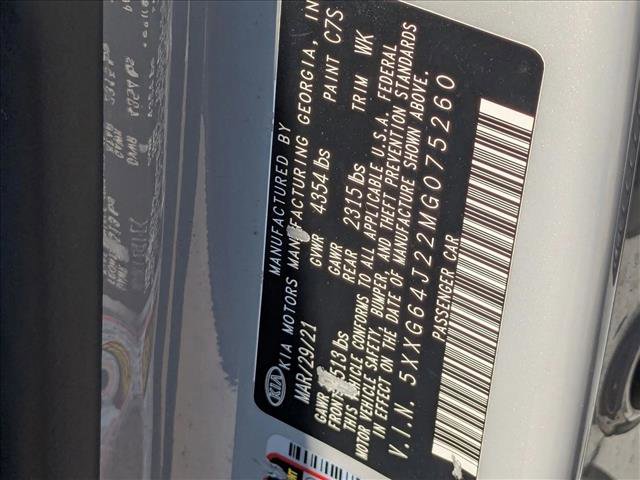 KIA
MANUFACTURED BY
KIA MOTORS MANUFACTURING GEORGIA, IN
MAR/29/21 GVWR 4354 lbs PAINT C7S
GAWR GAWR
FRONT 513 lbs REAR 2315 lbs TRIM WK
THIS VEHICLE CONFORMS TO ALL APPLICABLE U.S.A. FEDERAL
MOTOR VEHICLE SAFETY, BUMPER, AND THEFT PREVENTION STANDARDS
IN EFFECT ON THE DATE OF MANUFACTURE SHOWN ABOVE.
V.I.N. 5XXG64J22MG075260
PASSENGER CAR